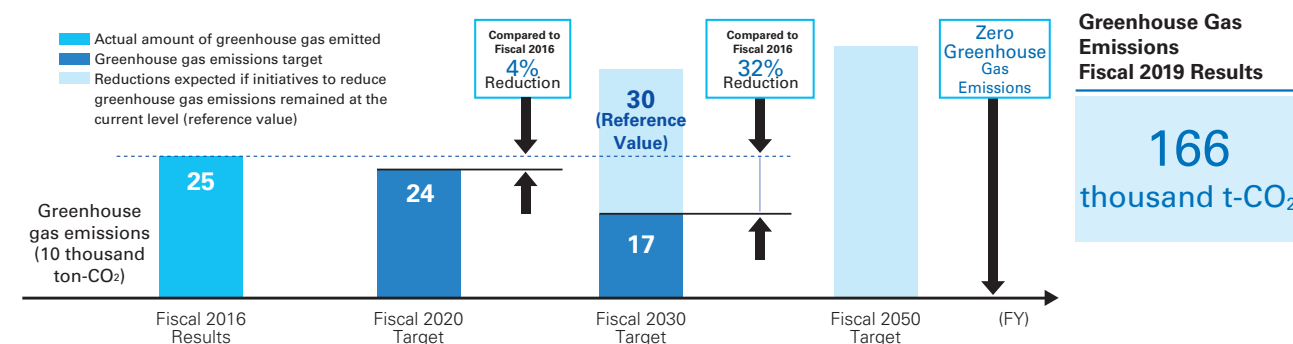 Actual amount of greenhouse gas emitted
Greenhouse gas emissions target
Reductions expected if initiatives to reduce
greenhouse gas emissions remained at the
current level (reference value)
Compared to
Fiscal 2016
4%
Reduction
Compared to
Fiscal 2016
32%
Reduction
Zero
Greenhouse
Gas
Emissions
Greenhouse Gas
Emissions
Fiscal 2019 Results
166
thousand t-CO₂
30
(Reference
Value)
25
24
17
Greenhouse
gas emissions
(10 thousand
ton-CO₂)
Fiscal 2016
Results
Fiscal 2020
Target
Fiscal 2030
Target
Fiscal 2050
Target
(FY)